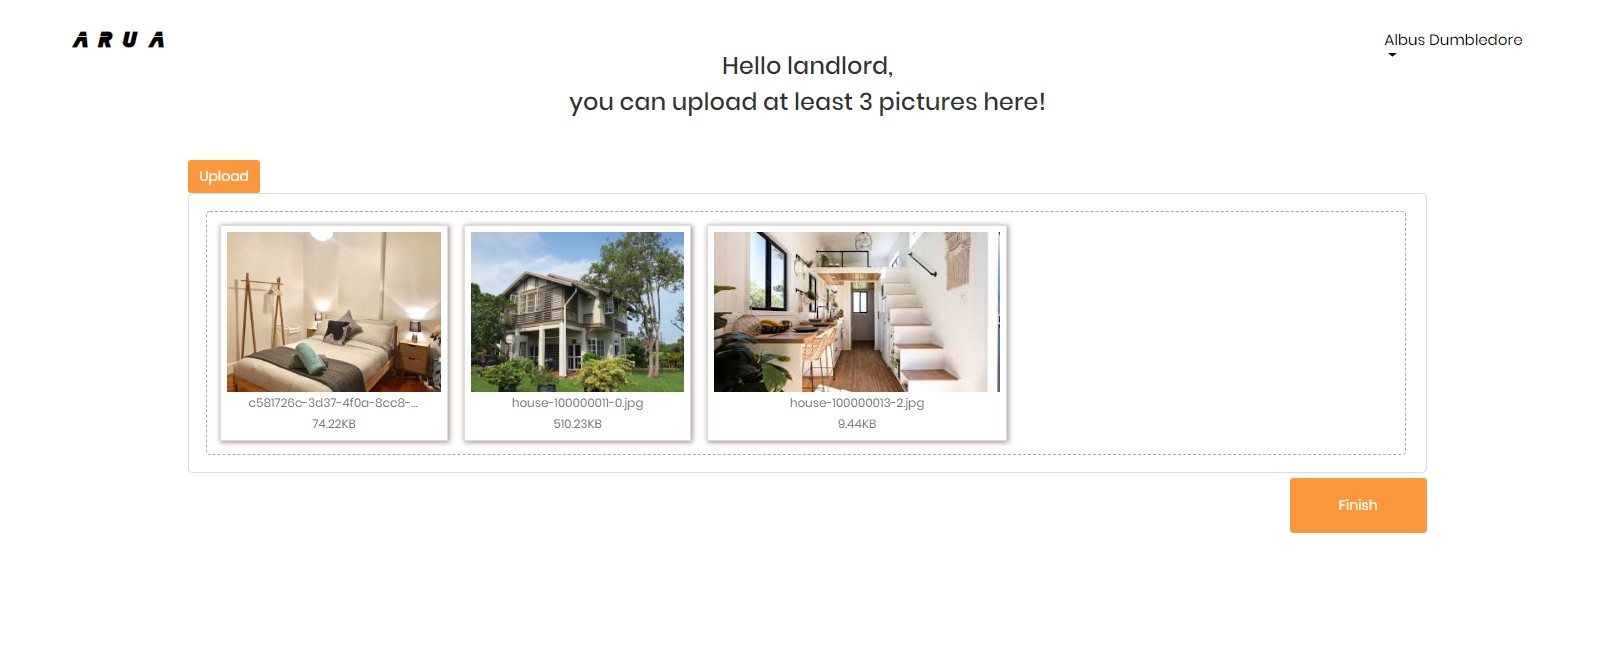 ARUA
Albus Dumbledore
Hello landlord,
you can upload at least 3 pictures here!
Upload
c581726c-3d37-4f0a-8cc8-...
74.22KB
house-100000011-0.jpg
510.23KB
house-100000013-2.jpg
9.44KB
Finish